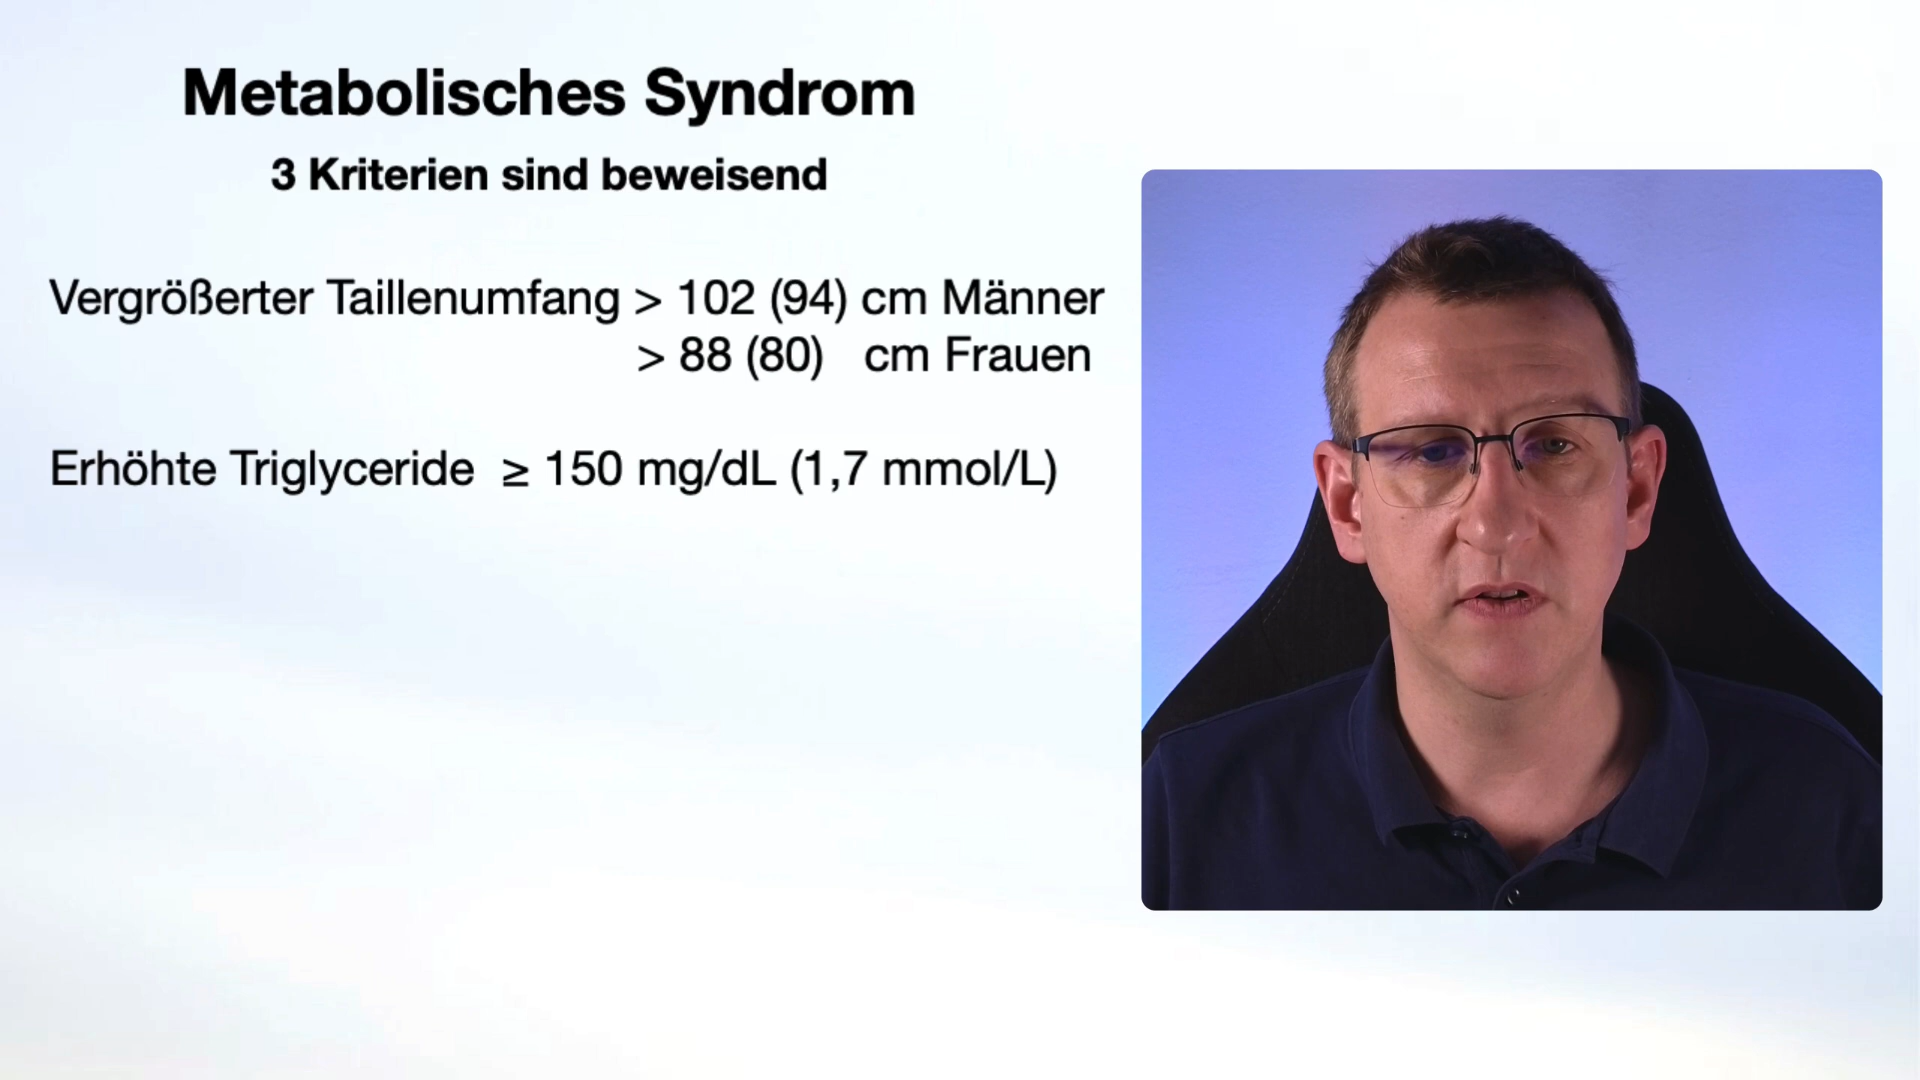 Metabolisches Syndrom
3 Kriterien sind beweisend
Vergrößerter Taillenumfang > 102 (94) cm Männer
> 88 (80) cm Frauen
Erhöhte Triglyceride ≥ 150 mg/dL (1,7 mmol/L)